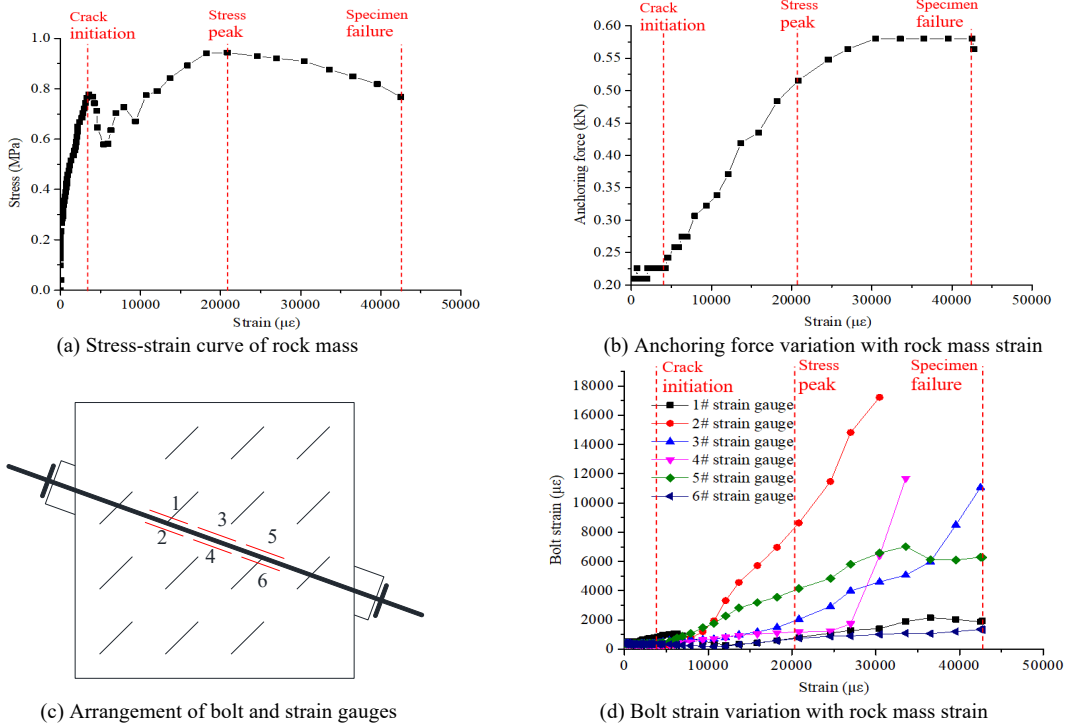 Crack
initiation
Stress
peak
Specimen
failure
1.0
0.8
0.6
0.4
0.2
0.0
Stress (MPa)
0 10000 20000 30000 40000 50000
Strain (με)
(a) Stress-strain curve of rock mass
Crack
initiation
Stress
peak
Specimen
failure
0.60
0.55
0.50
0.45
0.40
0.35
0.30
0.25
0.20
Anchoring force (kN)
0 10000 20000 30000 40000 50000
Strain (με)
(b) Anchoring force variation with rock mass strain
1
2
3
4
5
6
(c) Arrangement of bolt and strain gauges
Crack
initiation
Stress
peak
Specimen
failure
18000
16000
14000
12000
10000
8000
6000
4000
2000
0
Bolt strain (με)
1# strain gauge
2# strain gauge
3# strain gauge
4# strain gauge
5# strain gauge
6# strain gauge
0 10000 20000 30000 40000 50000
Strain (με)
(d) Bolt strain variation with rock mass strain